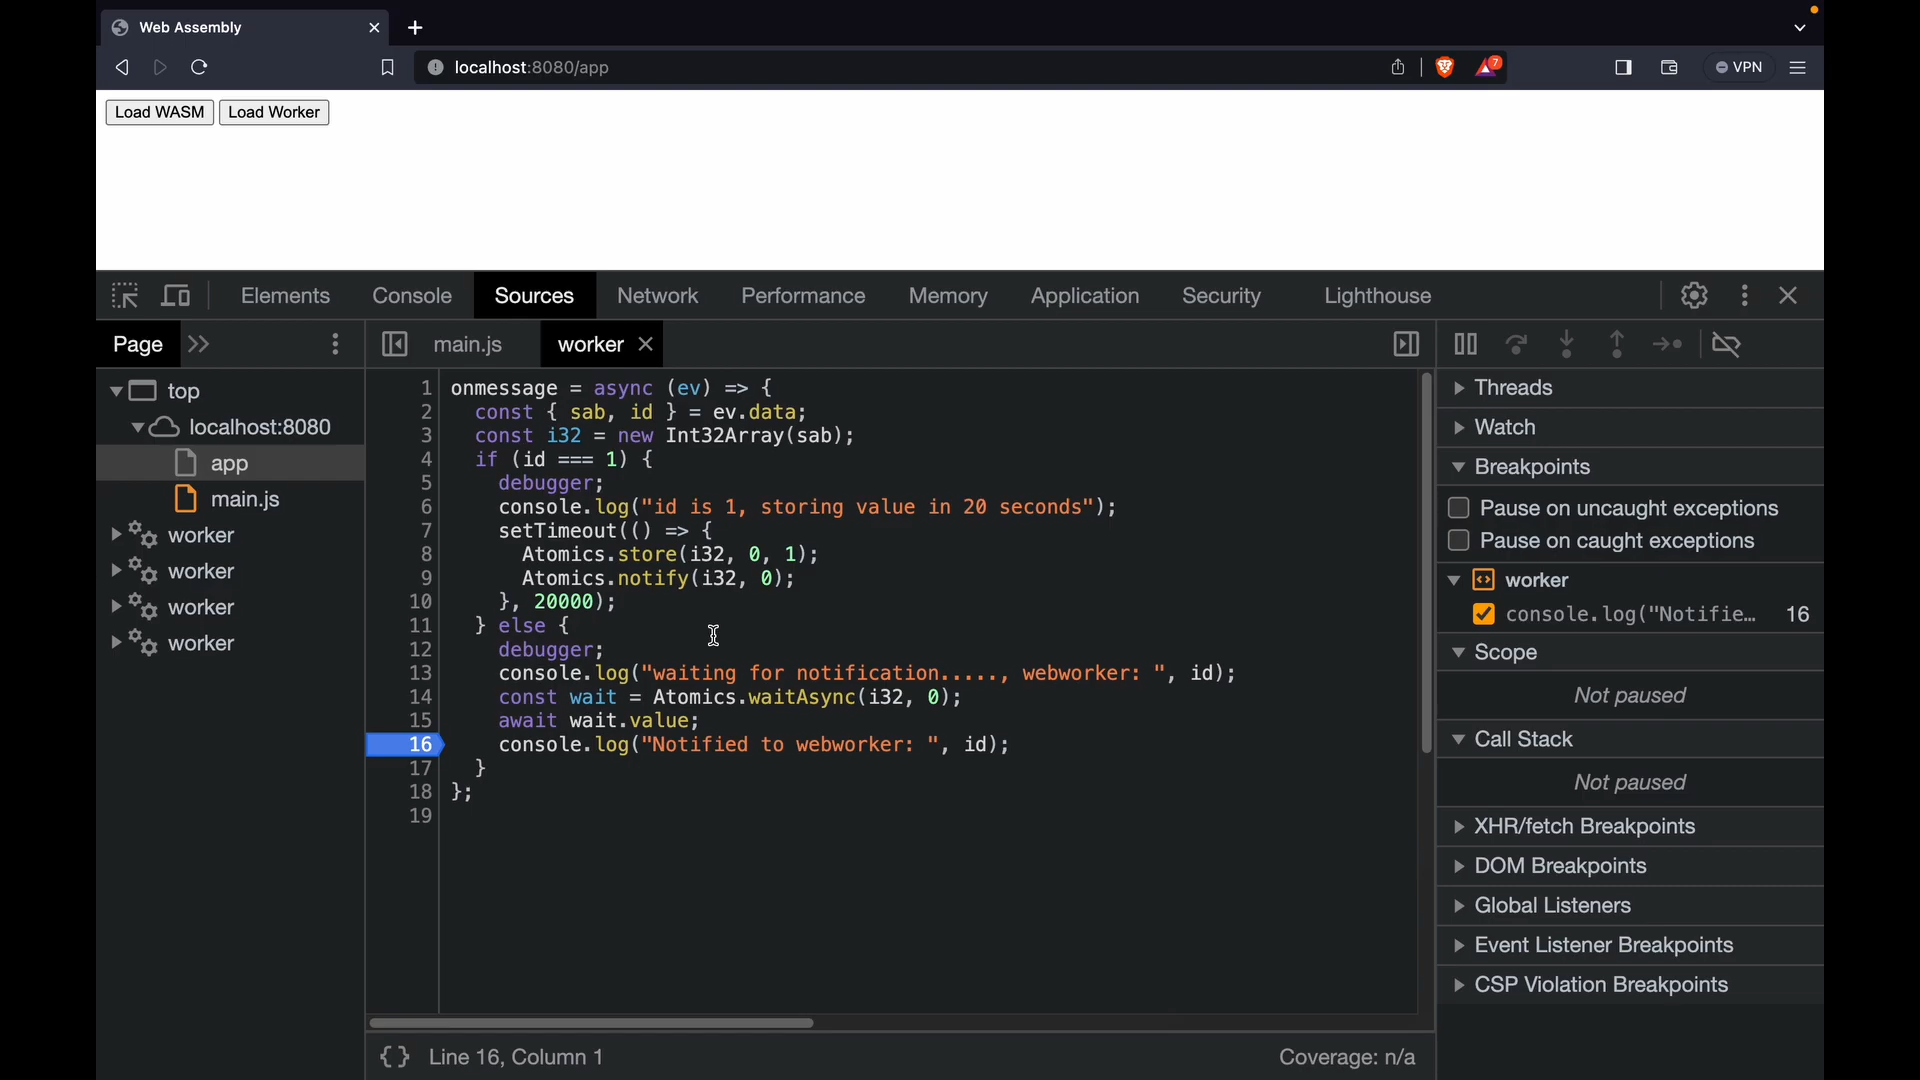 Web Assembly
localhost:8080/app
7
VPN
Load WASM Load Worker
Elements Console Sources Network Performance Memory Application Security Lighthouse
Page
main.js worker
top
localhost:8080
app
main.js
worker
worker
worker
worker
1 onmessage = async (ev) => {
2 const { sab, id } = ev.data;
3 const i32 = new Int32Array(sab);
4 if (id === 1) {
5 debugger;
6 console.log("id is 1, storing value in 20 seconds");
7 setTimeout(() => {
8 Atomics.store(i32, 0, 1);
9 Atomics.notify(i32, 0);
10 }, 20000);
11 } else {
12 debugger;
13 console.log("waiting for notification....., webworker: ", id);
14 const wait = Atomics.waitAsync(i32, 0);
15 await wait.value;
16 console.log("Notified to webworker: ", id);
17 }
18 };
19
Threads
Watch
Breakpoints
Pause on uncaught exceptions
Pause on caught exceptions
worker
console.log("Notifie… 16
Scope
Not paused
Call Stack
Not paused
XHR/fetch Breakpoints
DOM Breakpoints
Global Listeners
Event Listener Breakpoints
CSP Violation Breakpoints
{} Line 16, Column 1
Coverage: n/a